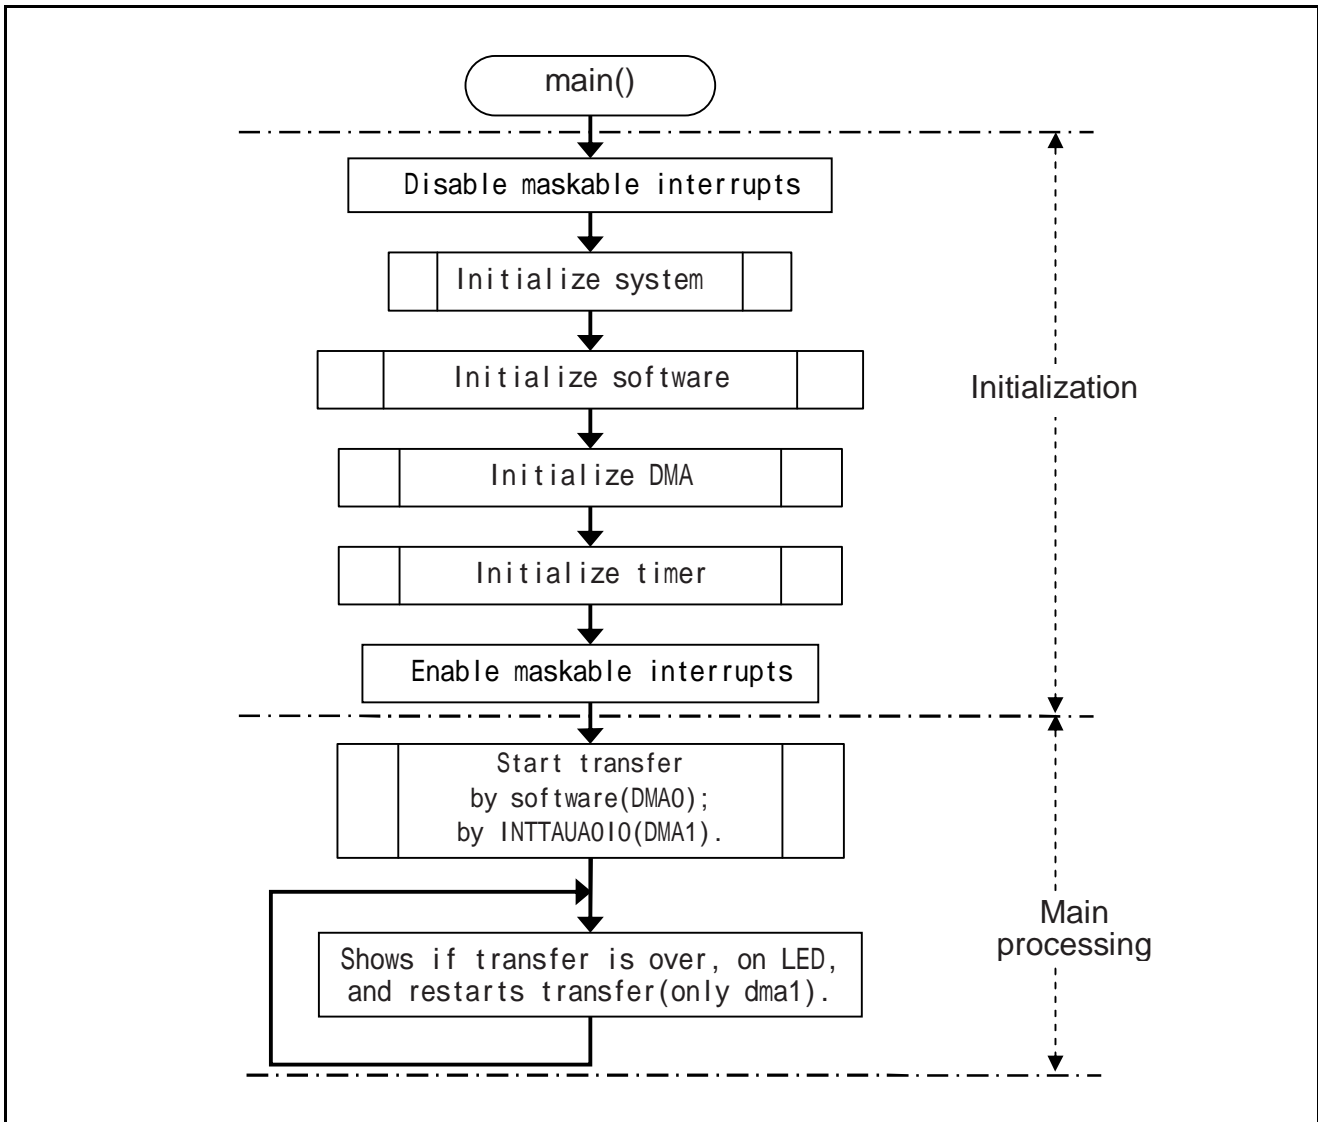 main()
Disable maskable interrupts
Initialize system
Initialize software
Initialize DMA
Initialize timer
Enable maskable interrupts
Initialization
Start transfer
by software(DMA0);
by INTTAUA0I0(DMA1).
Shows if transfer is over, on LED,
and restarts transfer(only dma1).
Main
processing